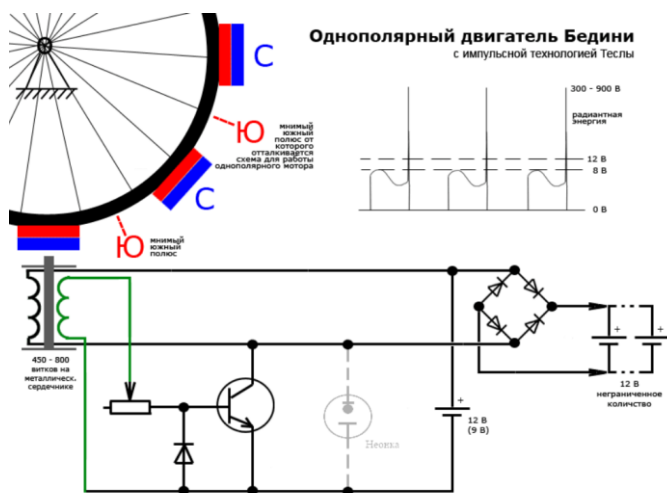 Однополярный двигатель Бедини
с импульсной технологией Теслы
С
Ю
мнимый
южный
полюс от
которого
отталкивается
схема для работы
однополярного мотора
С
Ю
мнимый
южный
полюс
300 - 900 В
радиантная
энергия
12 В
8 В
0 В
450 - 800
витков на
металлическ.
сердечнике
Неонка
+
12 В
(9 В)
+
+
12 В
неграниченное
количство